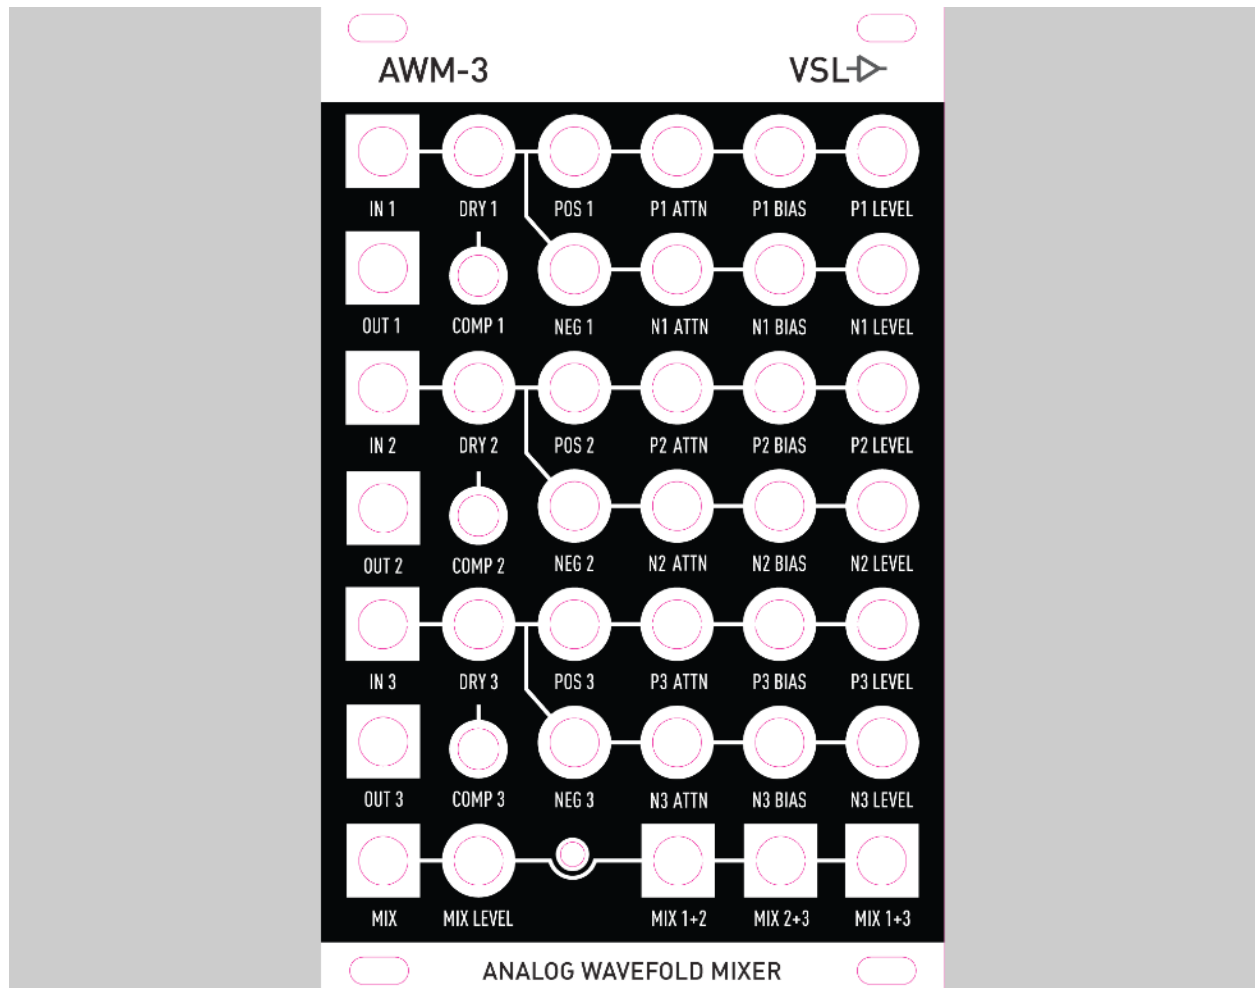 AWM-3 VSL
IN 1 DRY 1 POS 1 P1 ATTN P1 BIAS P1 LEVEL
OUT 1 COMP 1 NEG 1 N1 ATTN N1 BIAS N1 LEVEL
IN 2 DRY 2 POS 2 P2 ATTN P2 BIAS P2 LEVEL
OUT 2 COMP 2 NEG 2 N2 ATTN N2 BIAS N2 LEVEL
IN 3 DRY 3 POS 3 P3 ATTN P3 BIAS P3 LEVEL
OUT 3 COMP 3 NEG 3 N3 ATTN N3 BIAS N3 LEVEL
MIX MIX LEVEL MIX 1+2 MIX 2+3 MIX 1+3
ANALOG WAVEFOLD MIXER